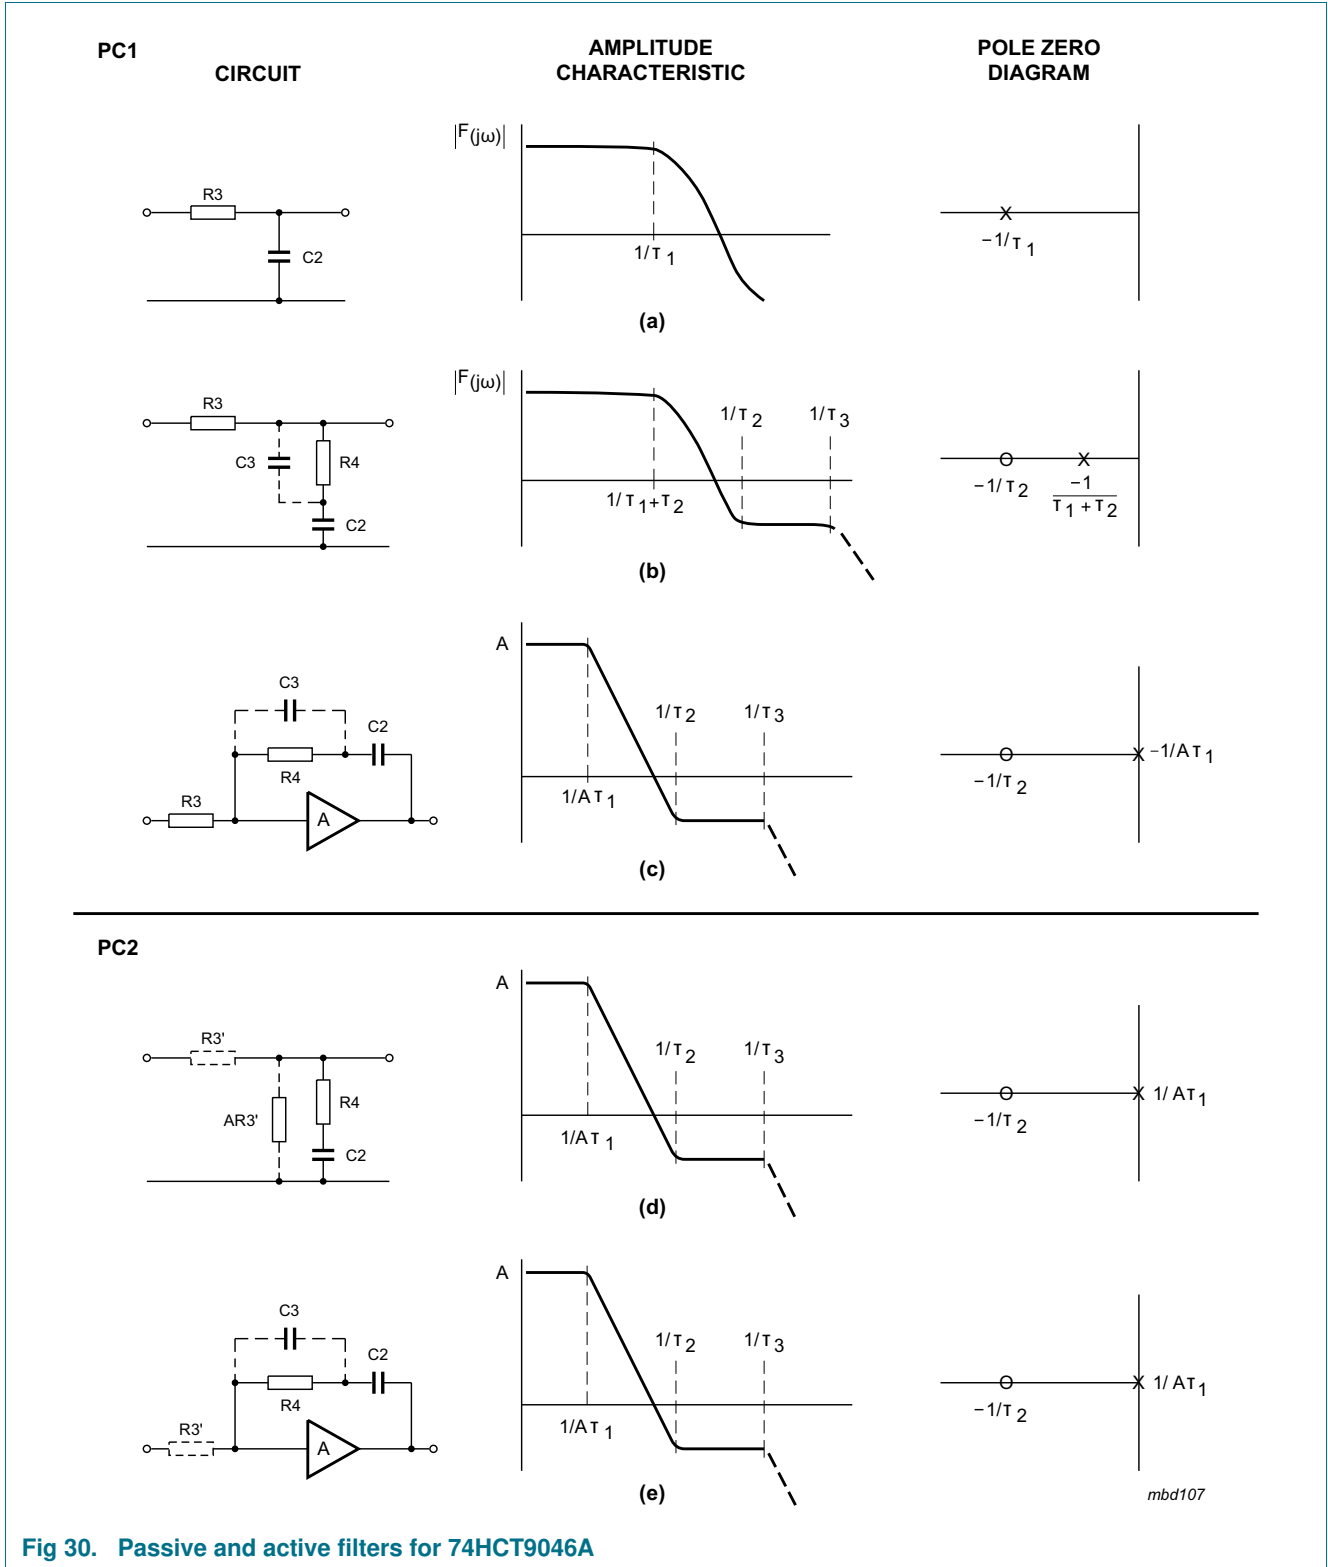 PC1
CIRCUIT
AMPLITUDE
CHARACTERISTIC
POLE ZERO
DIAGRAM
R3
C2
|F(jω)|
1/τ1
(a)
X
−1/τ1
R3
C3
R4
C2
|F(jω)|
1/τ2
1/τ3
1/τ1+τ2
(b)
O
X
−1/τ2
−1
τ1 + τ2
C3
C2
R4
R3
A
A
1/τ2
1/τ3
1/Aτ1
(c)
O
X
−1/Aτ1
−1/τ2
PC2
R3'
AR3'
R4
C2
A
1/τ2
1/τ3
1/Aτ1
(d)
O
X
1/ Aτ1
−1/τ2
C3
C2
R4
R3'
A
A
1/τ2
1/τ3
1/Aτ1
(e)
O
X
1/ Aτ1
−1/τ2
mbd107
Fig 30. Passive and active filters for 74HCT9046A